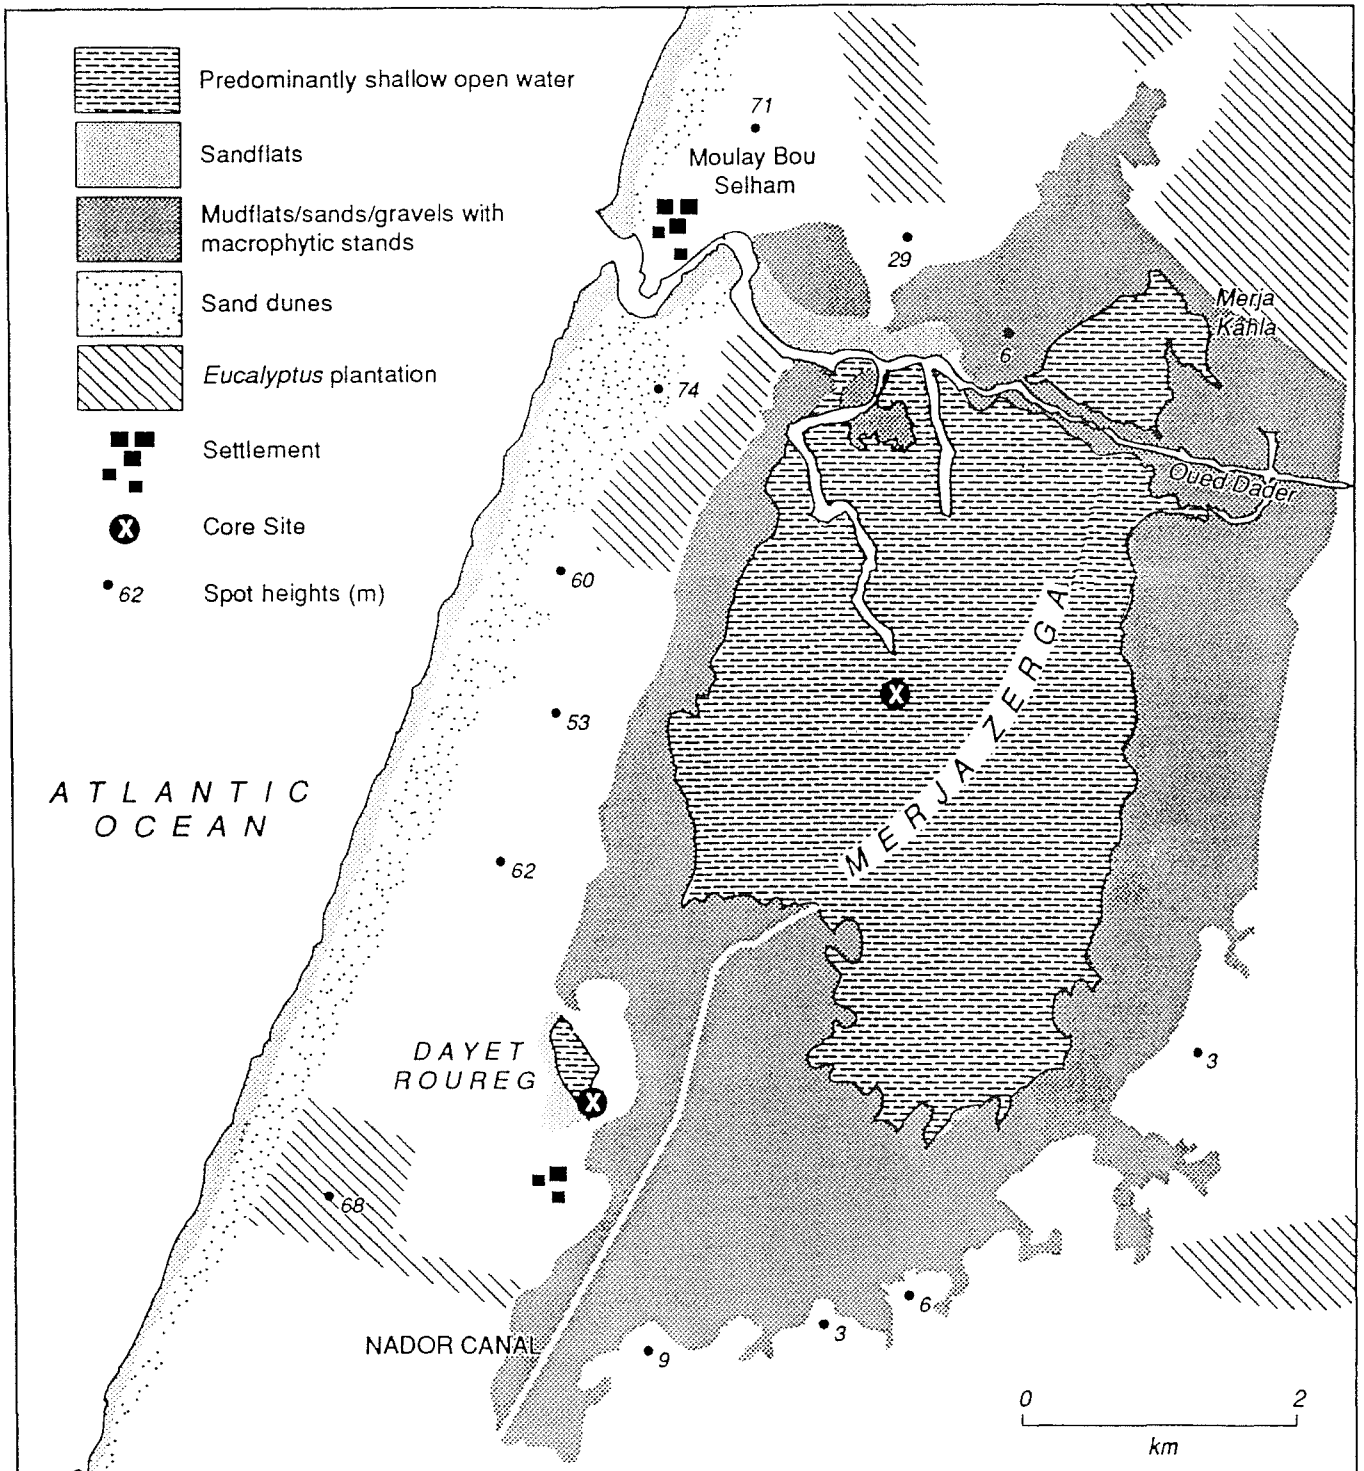 Predominantly shallow open water
Sandflats
Mudflats/sands/gravels with
macrophytic stands
Sand dunes
Eucalyptus plantation
Settlement
X
Core Site
62
Spot heights (m)
71
Moulay Bou
Selham
29
Merja
Kahla
6
74
Oued Dader
60
X
53
MERJA ZERGA
ATLANTIC
OCEAN
62
DAYET
ROUREG
X
3
68
6
3
NADOR CANAL
9
0 2
km